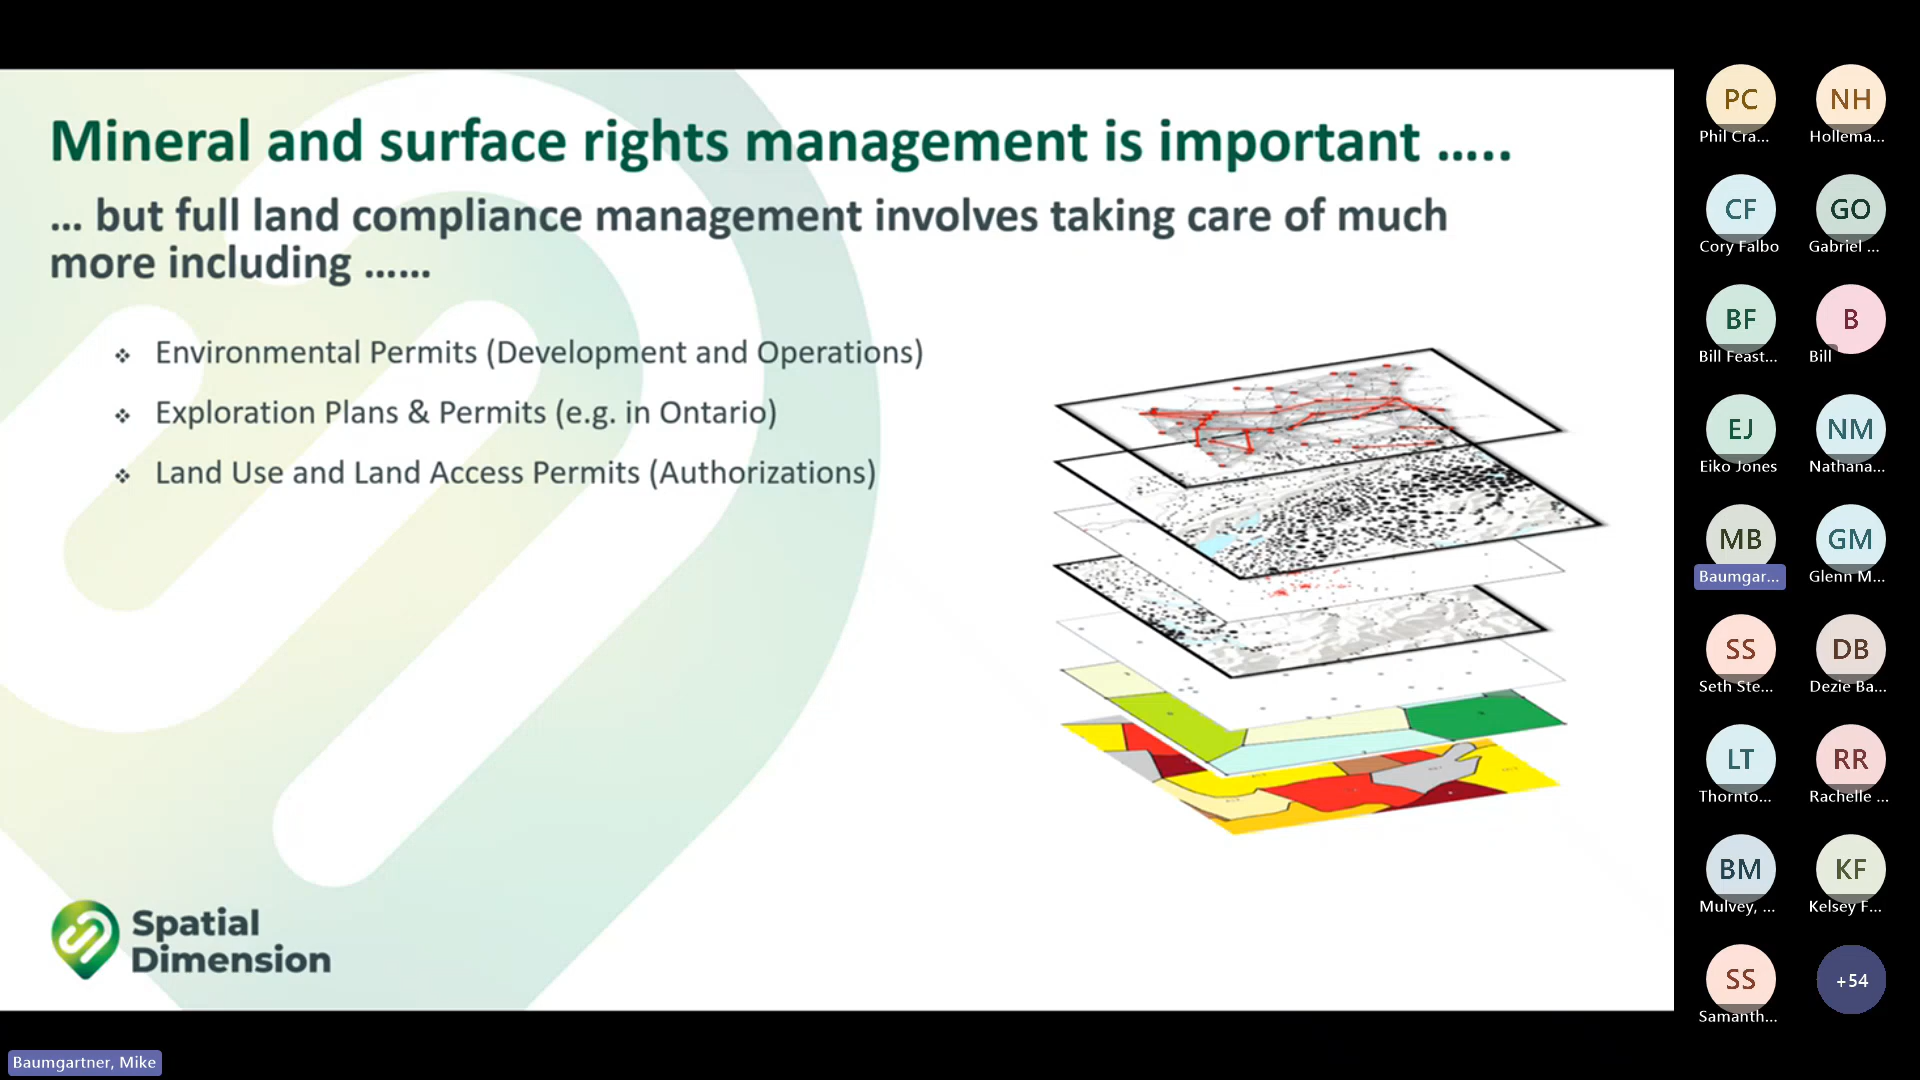 Mineral and surface rights management is important …..
… but full land compliance management involves taking care of much
more including ……
Environmental Permits (Development and Operations)
Exploration Plans & Permits (e.g. in Ontario)
Land Use and Land Access Permits (Authorizations)
Spatial
Dimension
PC
Phil Cra...
NH
Hollema...
CF
Cory Falbo
GO
Gabriel ...
BF
Bill Feast...
B
Bill
EJ
Eiko Jones
NM
Nathana...
MB
Baumgar...
GM
Glenn M...
SS
Seth Ste...
DB
Dezie Ba...
LT
Thornto...
RR
Rachelle ...
BM
Mulvey, ...
KF
Kelsey F...
SS
Samanth...
+54
Baumgartner, Mike